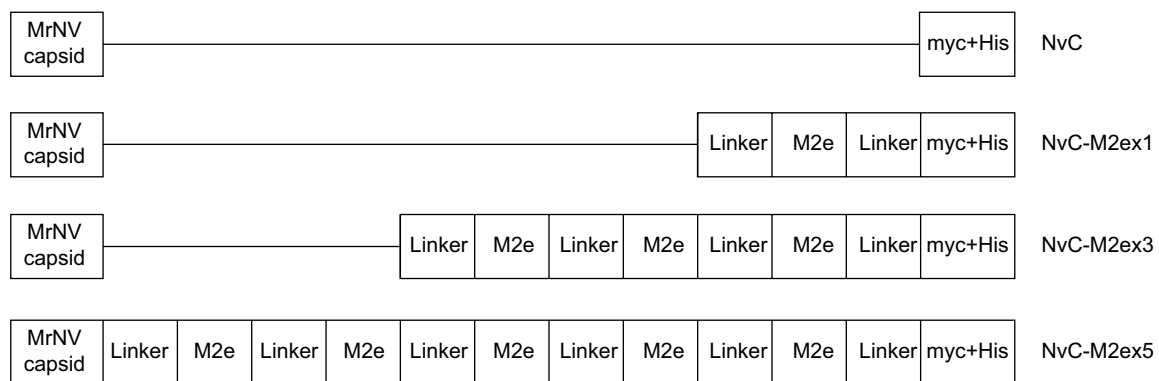 MrNV
capsid
myc+His
NvC
MrNV
capsid
Linker
M2e
Linker
myc+His
NvC-M2ex1
MrNV
capsid
Linker
M2e
Linker
M2e
Linker
M2e
Linker
myc+His
NvC-M2ex3
MrNV
capsid
Linker
M2e
Linker
M2e
Linker
M2e
Linker
M2e
Linker
M2e
Linker
myc+His
NvC-M2ex5